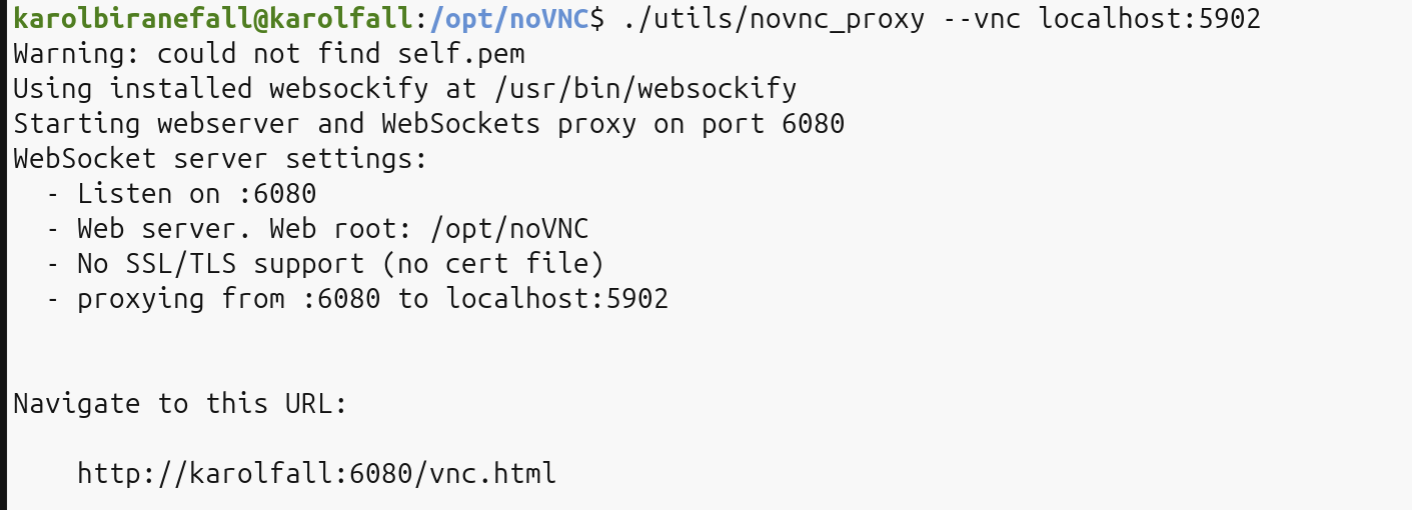 karolbiranefall@karolfall:/opt/noVNC$ ./utils/novnc_proxy --vnc localhost:5902
Warning: could not find self.pem
Using installed websockify at /usr/bin/websockify
Starting webserver and WebSockets proxy on port 6080
WebSocket server settings:
  - Listen on :6080
  - Web server. Web root: /opt/noVNC
  - No SSL/TLS support (no cert file)
  - proxying from :6080 to localhost:5902
Navigate to this URL:
    http://karolfall:6080/vnc.html